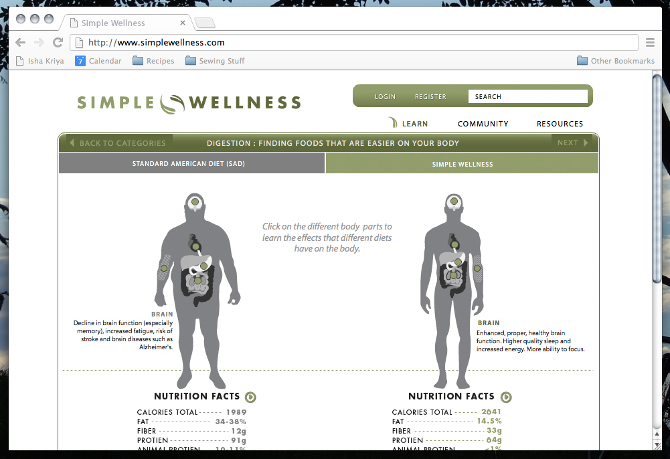 Simple Wellness
http://www.simplewellness.com
Isha Kriya
7
Calendar
Recipes
Sewing Stuff
Other Bookmarks
SIMPLE WELLNESS
LOGIN
REGISTER
SEARCH
LEARN
COMMUNITY
RESOURCES
BACK TO CATEGORIES
DIGESTION : FINDING FOODS THAT ARE EASIER ON YOUR BODY
NEXT
STANDARD AMERICAN DIET (SAD)
SIMPLE WELLNESS
Click on the different body parts to
learn the effects that different diets
have on the body.
BRAIN
Decline in brain function (especially
memory), increased fatigue, risk of
stroke and brain diseases such as
Alzheimer's.
BRAIN
Enhanced, proper, healthy brain
function. Higher quality sleep and
increased energy. More ability to focus.
NUTRITION FACTS
CALORIES TOTAL ------ 1989
FAT ------ 34-38%
FIBER ------ 12g
PROTIEN ------ 91g
ANIMAL PROTIEN
10-11%
NUTRITION FACTS
CALORIES TOTAL ------ 2641
FAT ------ 14.5%
FIBER ------ 33g
PROTIEN ------ 64g
ANIMAL PROTIEN
<1%